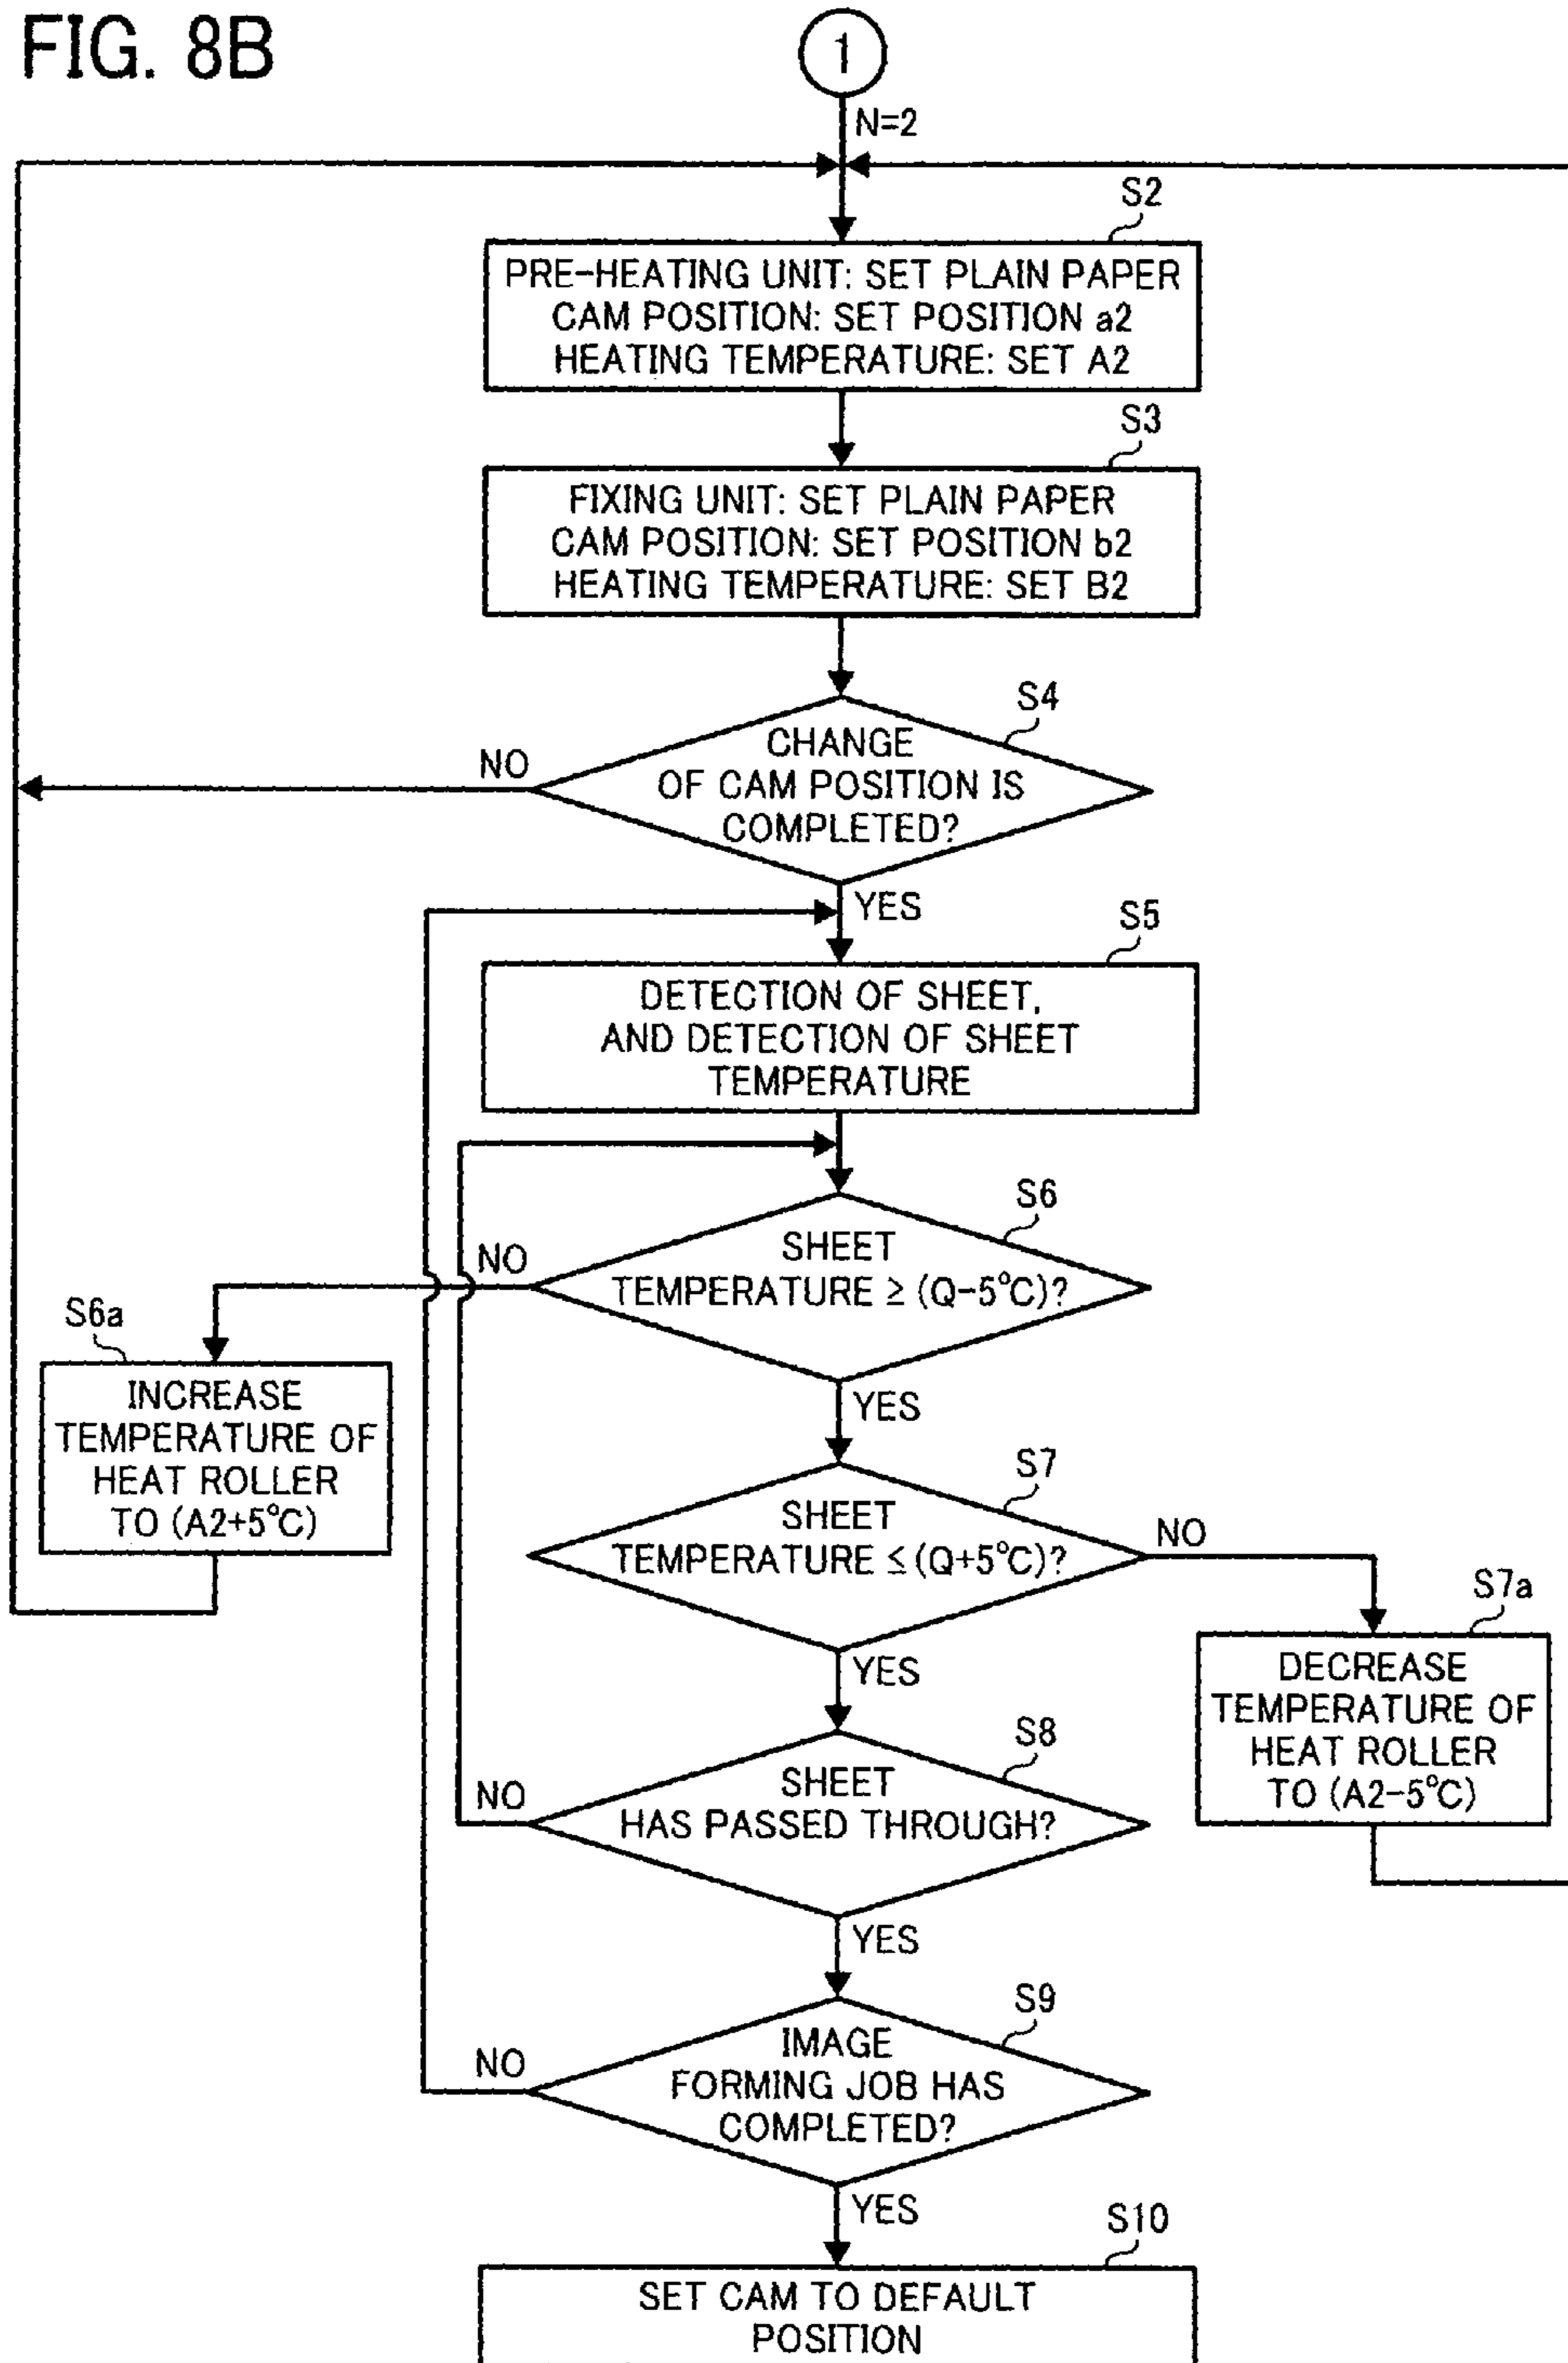 FIG. 8B
1
N=2
S2
PRE-HEATING UNIT: SET PLAIN PAPER
CAM POSITION: SET POSITION a2
HEATING TEMPERATURE: SET A2
S3
FIXING UNIT: SET PLAIN PAPER
CAM POSITION: SET POSITION b2
HEATING TEMPERATURE: SET B2
S4
CHANGE
OF CAM POSITION IS
COMPLETED?
NO
YES
S5
DETECTION OF SHEET,
AND DETECTION OF SHEET
TEMPERATURE
S6
SHEET
TEMPERATURE ≥ (Q−5°C)?
NO
YES
S6a
INCREASE
TEMPERATURE OF
HEAT ROLLER
TO (A2+5°C)
S7
SHEET
TEMPERATURE ≤ (Q+5°C)?
NO
YES
S7a
DECREASE
TEMPERATURE OF
HEAT ROLLER
TO (A2−5°C)
S8
SHEET
HAS PASSED THROUGH?
NO
YES
S9
IMAGE
FORMING JOB HAS
COMPLETED?
NO
YES
S10
SET CAM TO DEFAULT
POSITION